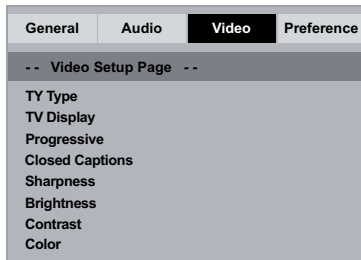 General Audio Video Preference
- - Video Setup Page - -
TY Type
TV Display
Progressive
Closed Captions
Sharpness
Brightness
Contrast
Color